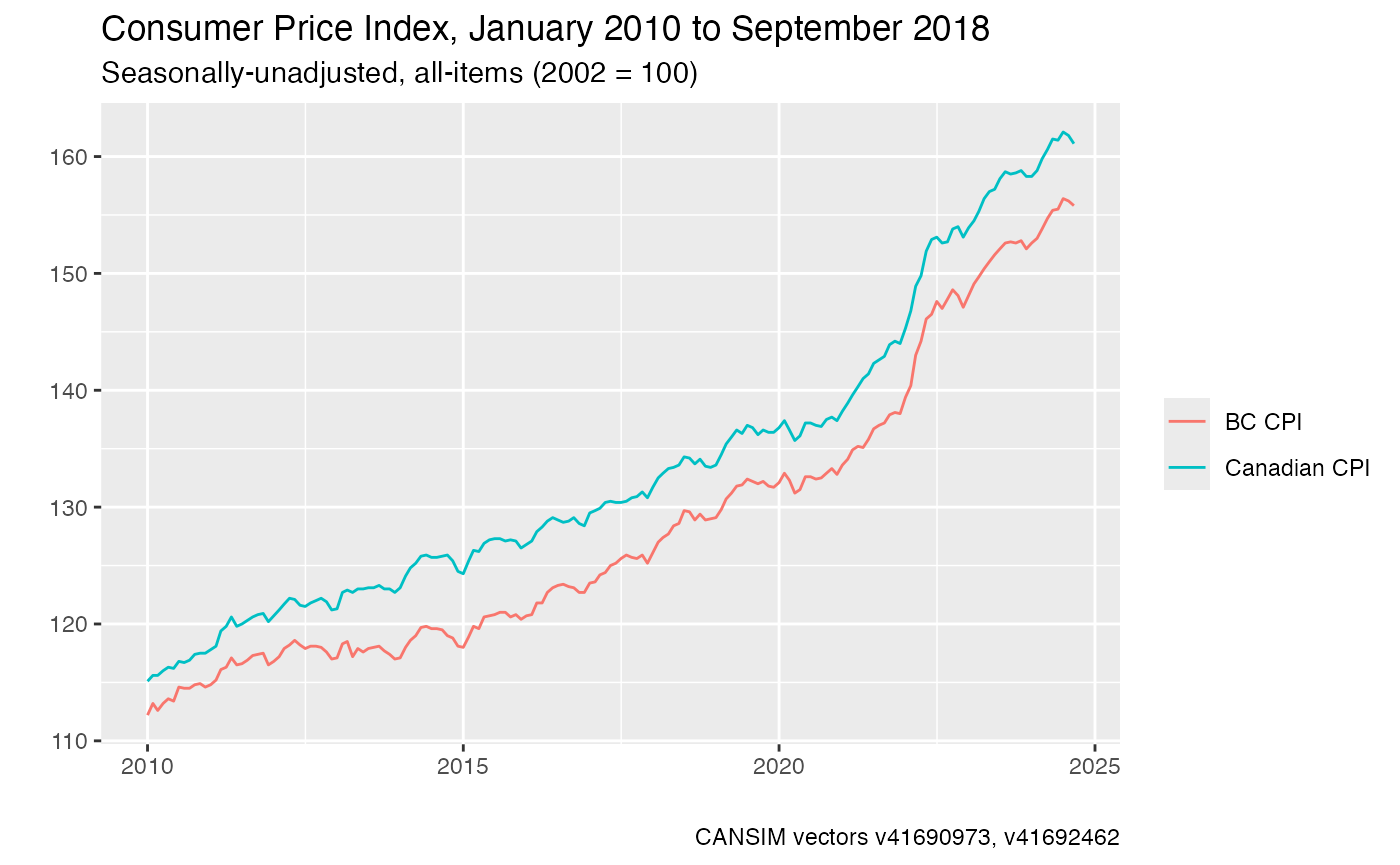 Consumer Price Index, January 2010 to September 2018
Seasonally-unadjusted, all-items (2002 = 100)
160
150
140
130
120
110
2010 2015 2020 2025
BC CPI
Canadian CPI
CANSIM vectors v41690973, v41692462